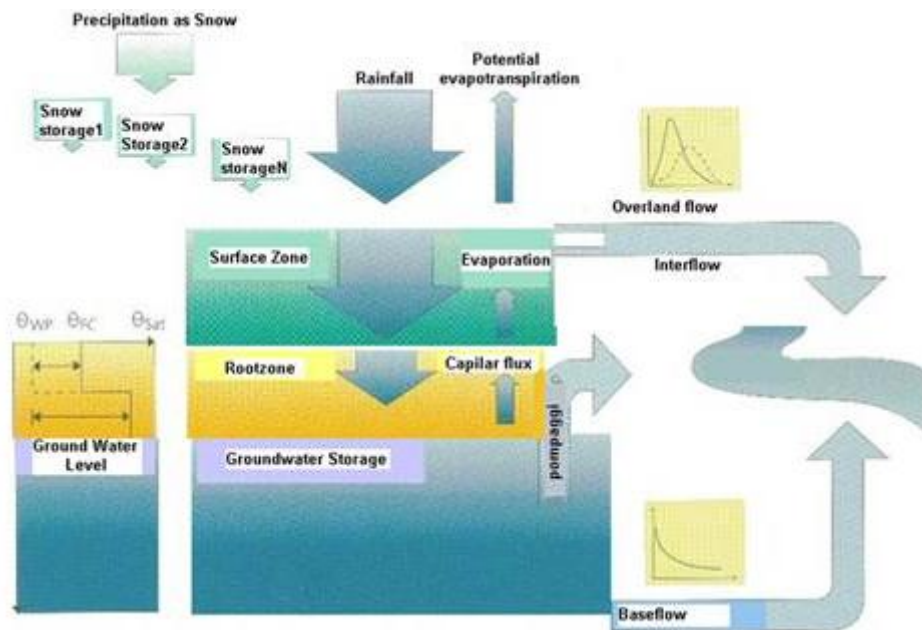 Precipitation as Snow
Potential
evapotranspiration
Rainfall
Snow
storage1
Snow
Storage2
Snow
storageN
Overland flow
Surface Zone
Evaporation
Interflow
θWP
θFC
θSat
Rootzone
Capilar flux
pompaggi
Ground Water
Level
Groundwater Storage
Baseflow